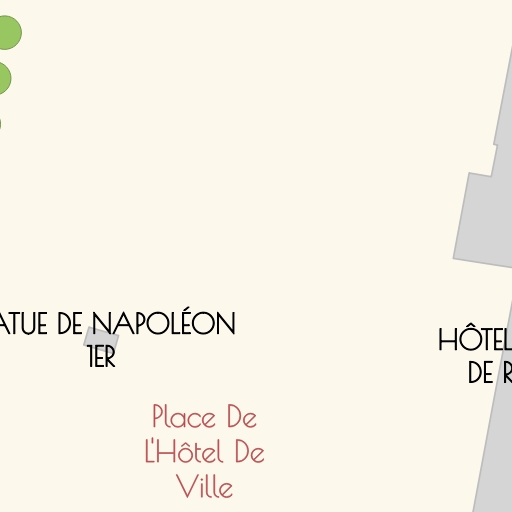 ATUE DE NAPOLÉON
1ER
HÔTEL
DE R
Place De
L'Hôtel De
Ville